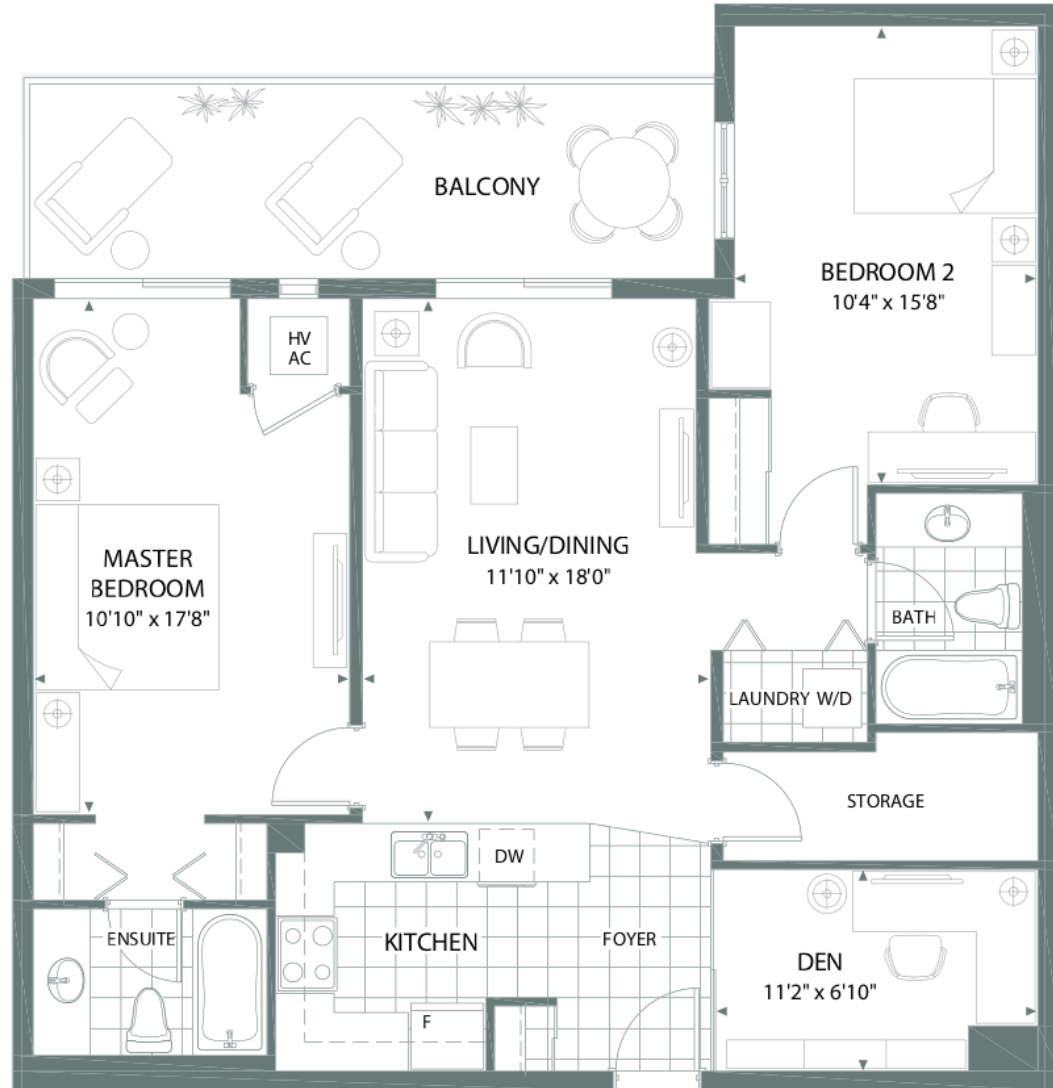 BALCONY
BEDROOM 2
10'4" x 15'8"
HV
AC
MASTER
BEDROOM
10'10" x 17'8"
LIVING/DINING
11'10" x 18'0"
BATH
LAUNDRY W/D
STORAGE
DW
ENSUITE
KITCHEN
FOYER
DEN
11'2" x 6'10"
F